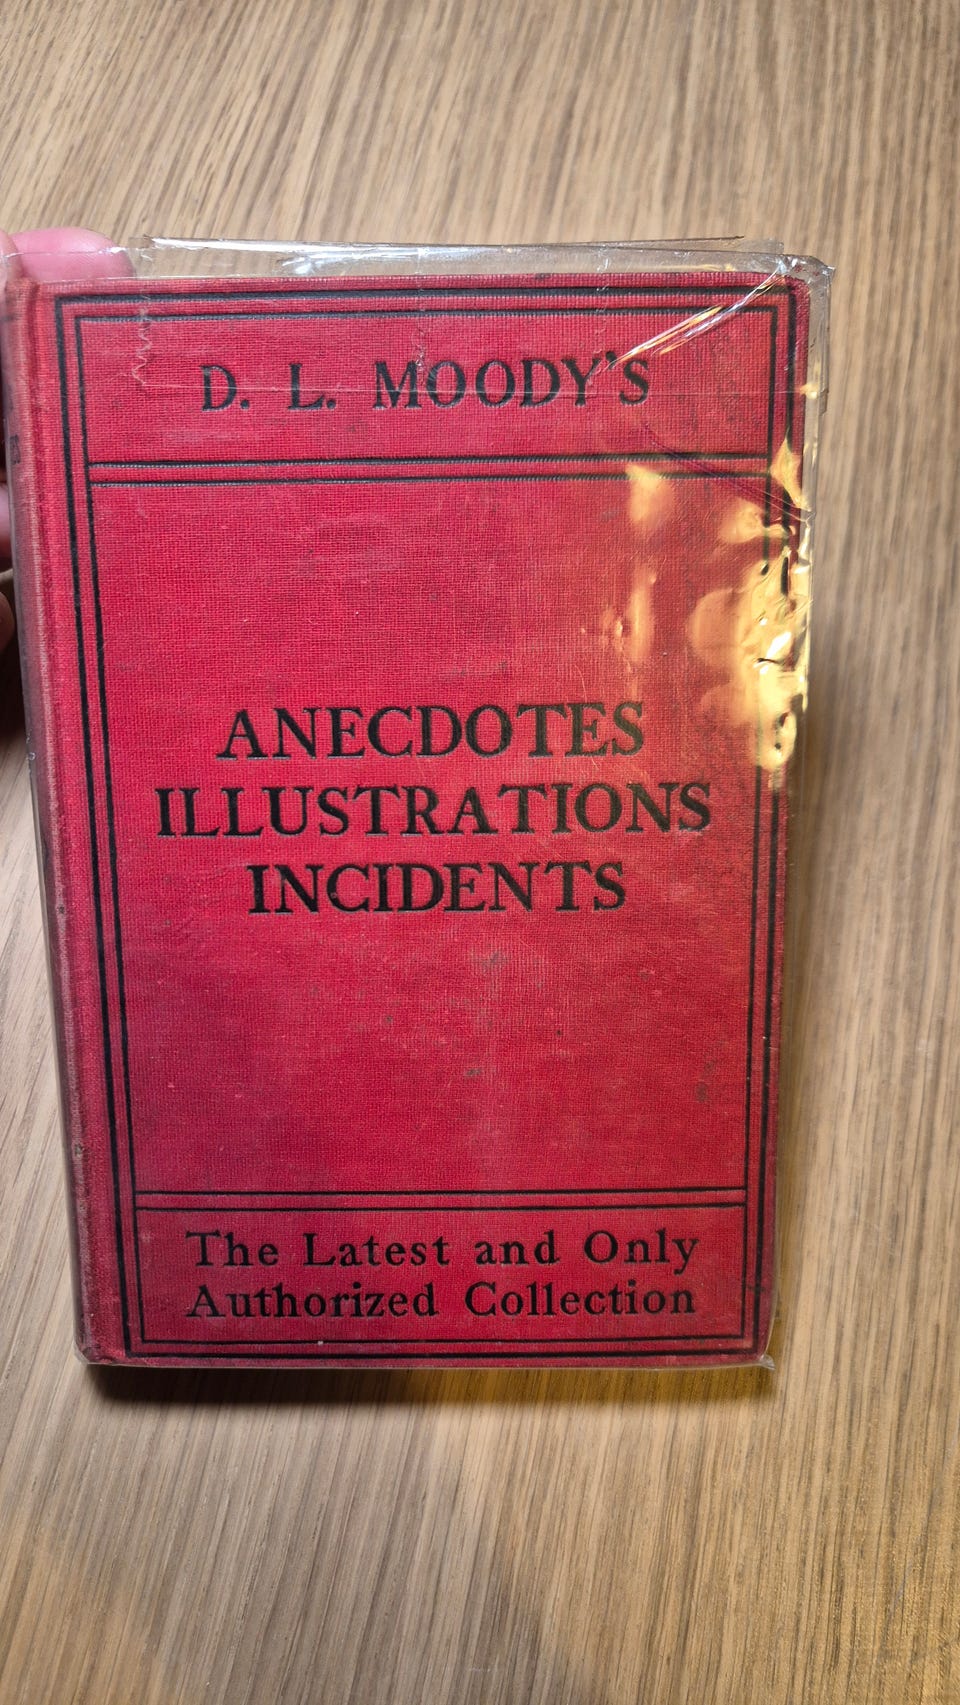 D. L. MOODY'S
ANECDOTES
ILLUSTRATIONS
INCIDENTS
The Latest and Only
Authorized Collection